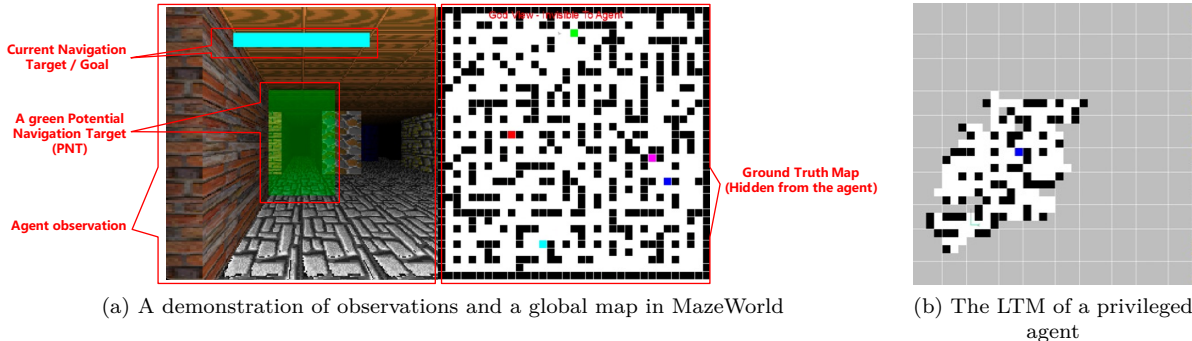 God View - Invisible To Agent
Current Navigation
Target / Goal
A green Potential
Navigation Target
(PNT)
Agent observation
Ground Truth Map
(Hidden from the agent)
(a) A demonstration of observations and a global map in MazeWorld
(b) The LTM of a privileged
agent